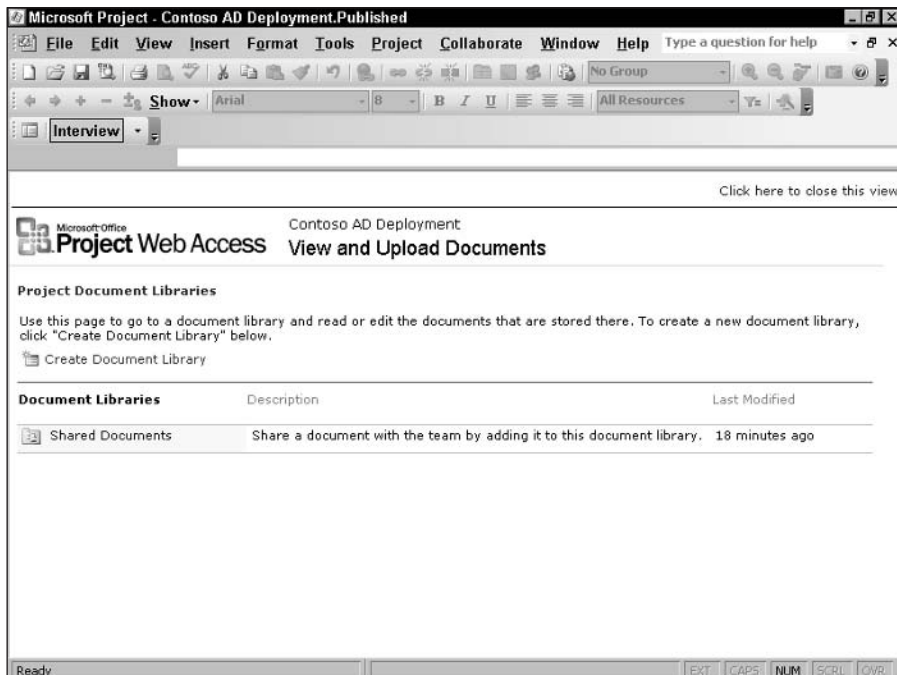 Microsoft Project - Contoso AD Deployment.Published
File Edit View Insert Format Tools Project Collaborate Window Help Type a question for help
No Group
Show Arial 8 B I U All Resources
Interview
Click here to close this view
Microsoft Office
Project Web Access
Contoso AD Deployment
View and Upload Documents
Project Document Libraries
Use this page to go to a document library and read or edit the documents that are stored there. To create a new document library,
click "Create Document Library" below.
Create Document Library
Document Libraries Description Last Modified
Shared Documents Share a document with the team by adding it to this document library. 18 minutes ago
Ready EXT CAPS NUM SCRL OVR